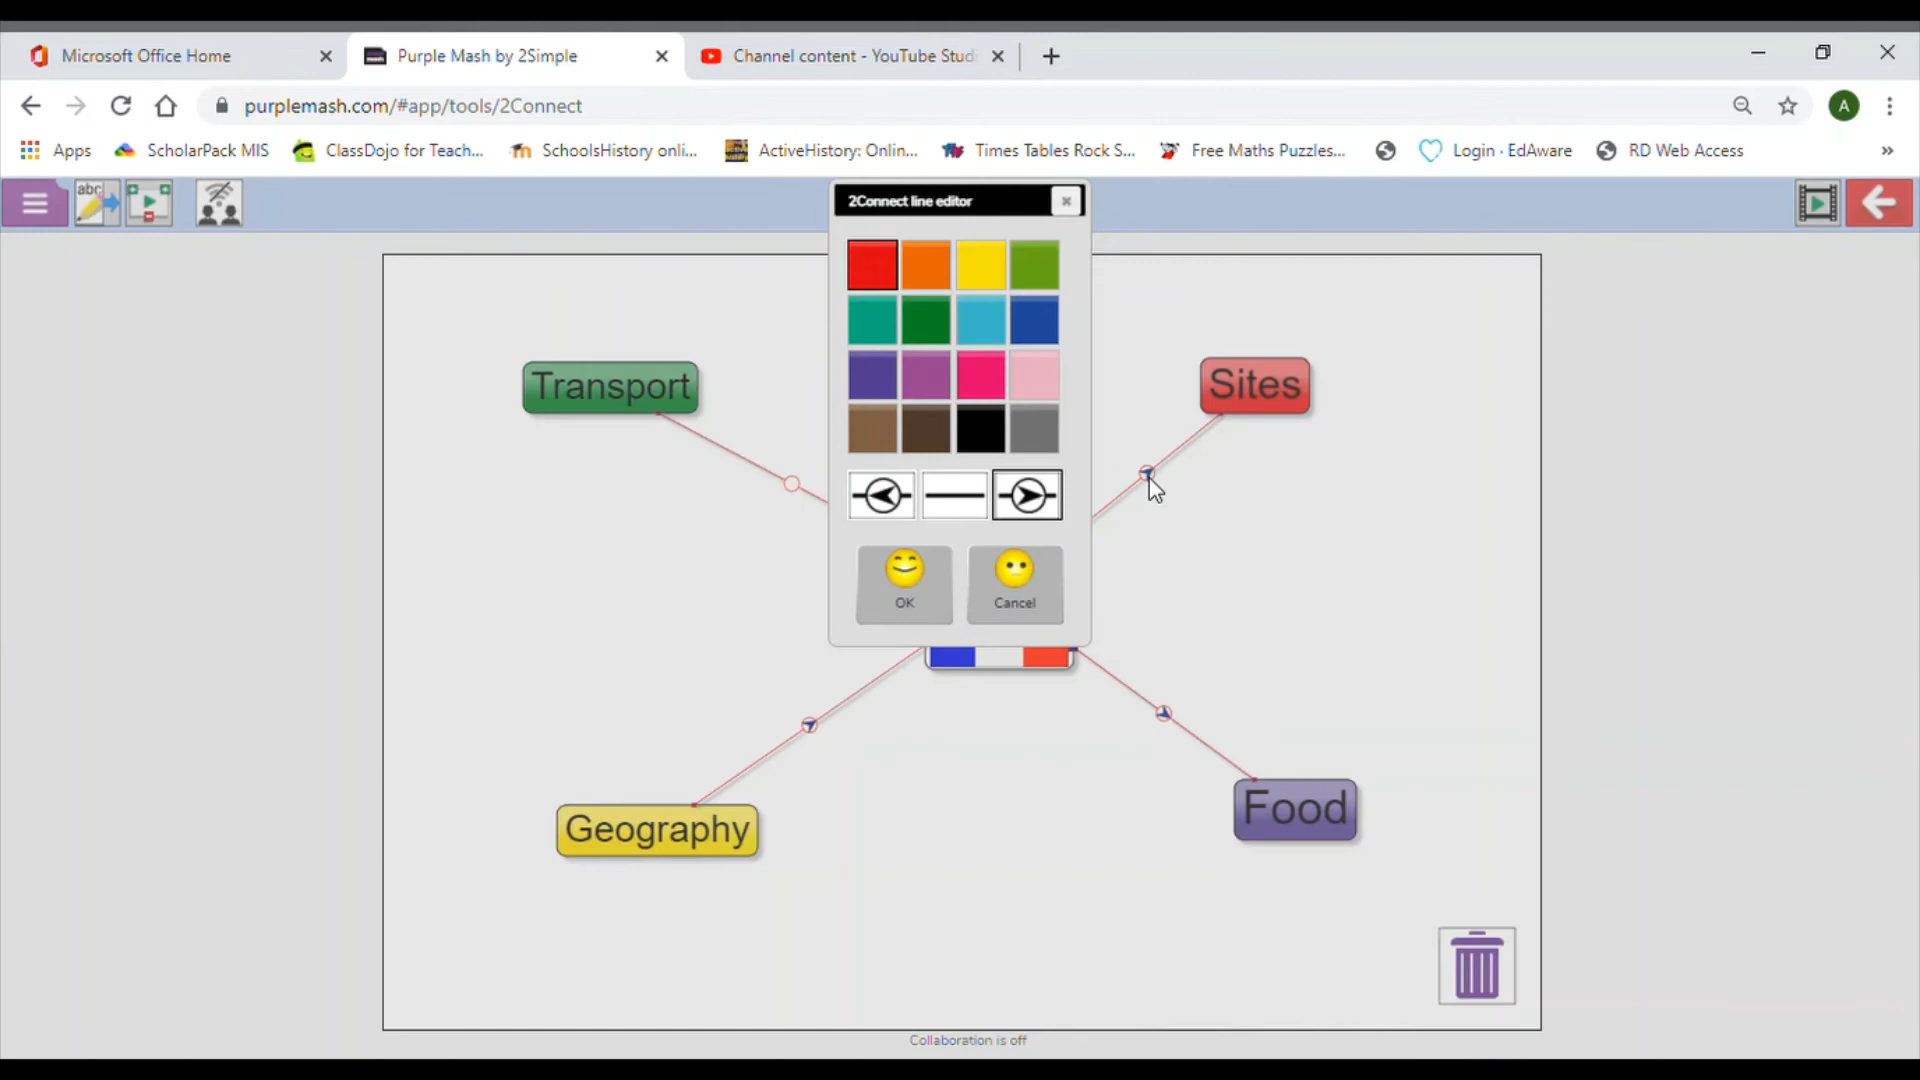 Microsoft Office Home
Purple Mash by 2Simple
Channel content - YouTube Stud
purplemash.com/#app/tools/2Connect
A
Apps
ScholarPack MIS
ClassDojo for Teach...
SchoolsHistory onli...
ActiveHistory: Onlin...
Times Tables Rock S...
Free Maths Puzzles...
Login · EdAware
RD Web Access
abc
2Connect line editor
Transport
Sites
OK
Cancel
Geography
Food
Collaboration is off